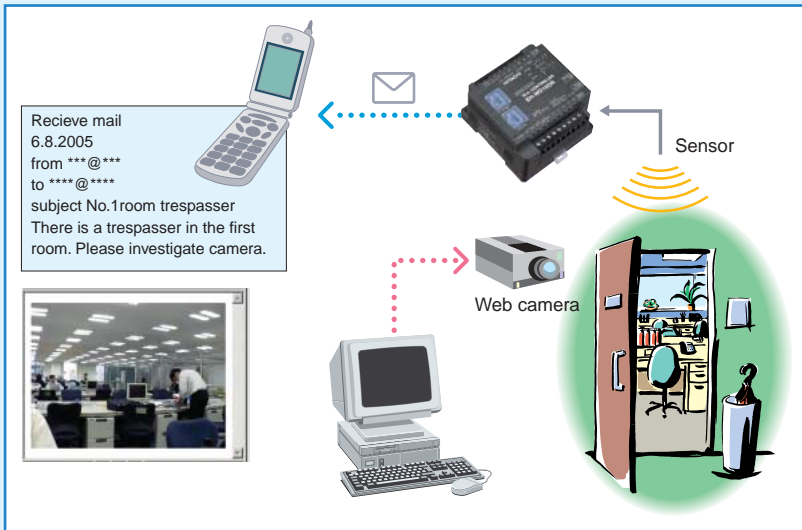 Recieve mail
6.8.2005
from ***@***
to ****@****
subject No.1room trespasser
There is a trespasser in the first
room. Please investigate camera.
Sensor
Web camera